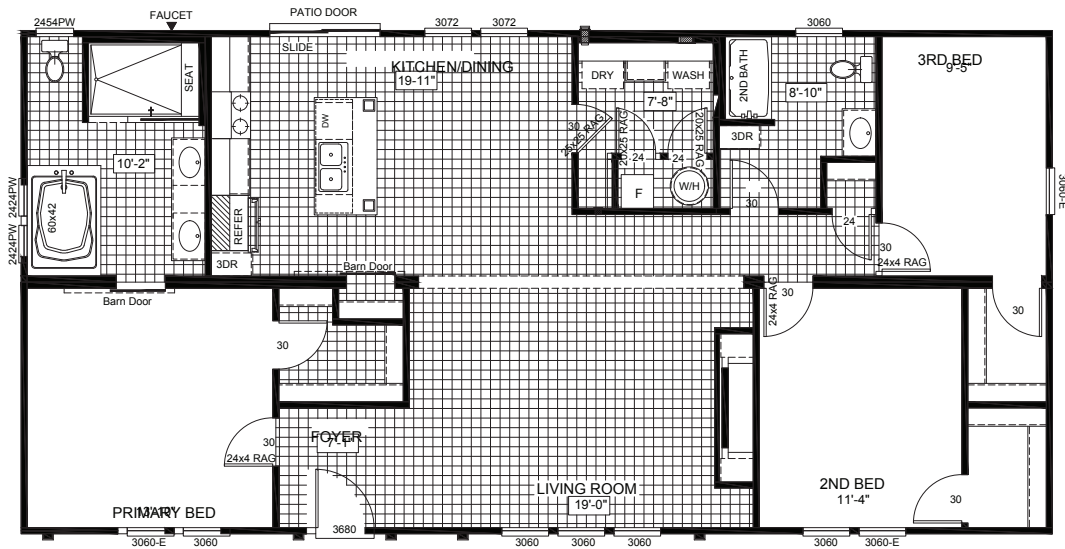 2454PW
FAUCET
PATIO DOOR
3072
3072
3060
SLIDE
KITCHEN/DINING
19-11"
3RD BED
9'-5"
SEAT
DRY
WASH
2ND BATH
8'-10"
7'-8"
DW
30
25x25 RAG
20x25 RAG
20x25 RAG
3DR
10'-2"
24
24
F
W/H
30
24
2424PW
2424PW
60x42
REFER
3DR
3060-E
30
24x4 RAG
Barn Door
Barn Door
24x4 RAG
30
30
30
30
24x4 RAG
FOYER
7'-1"
2ND BED
11'-4"
30
LIVING ROOM
19'-0"
PRIMARY BED
3680
3060-E
3060
3060
3060
3060
3060
3060-E